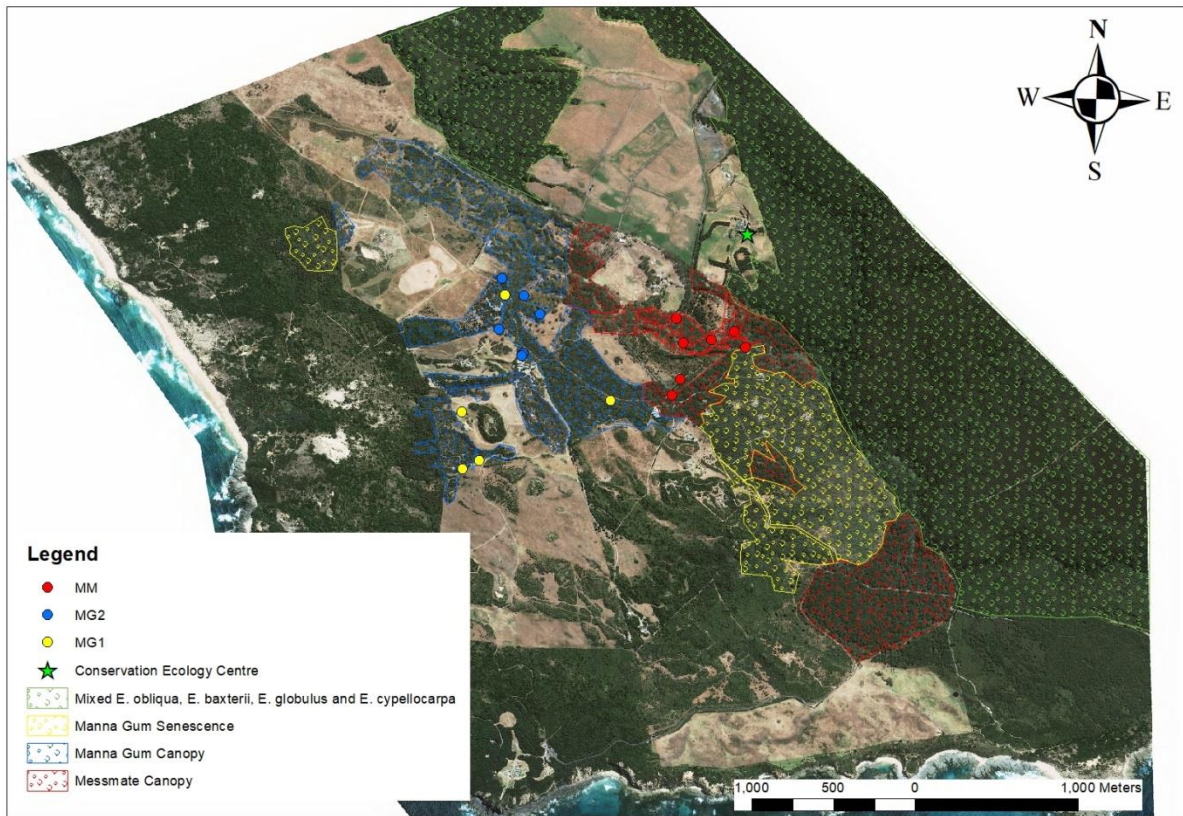 N
W E
S
Legend
MM
MG2
MG1
Conservation Ecology Centre
Mixed E. obliqua, E. baxterii, E. globulus and E. cypellocarpa
Manna Gum Senescence
Manna Gum Canopy
Messmate Canopy
1,000 500 0 1,000 Meters